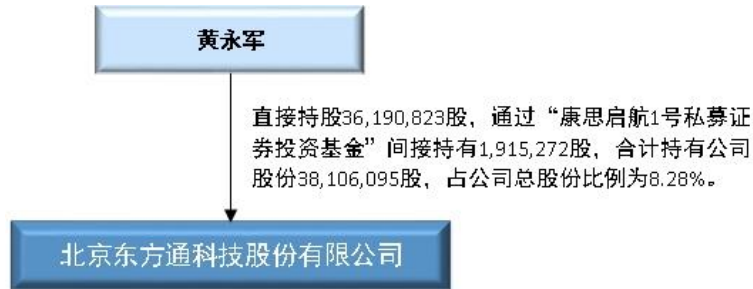 黄永军
直接持股36,190,823股，通过“康思启航1号私募证
券投资基金”间接持有1,915,272股，合计持有公司
股份38,106,095股，占公司总股份比例为8.28%。
北京东方通科技股份有限公司